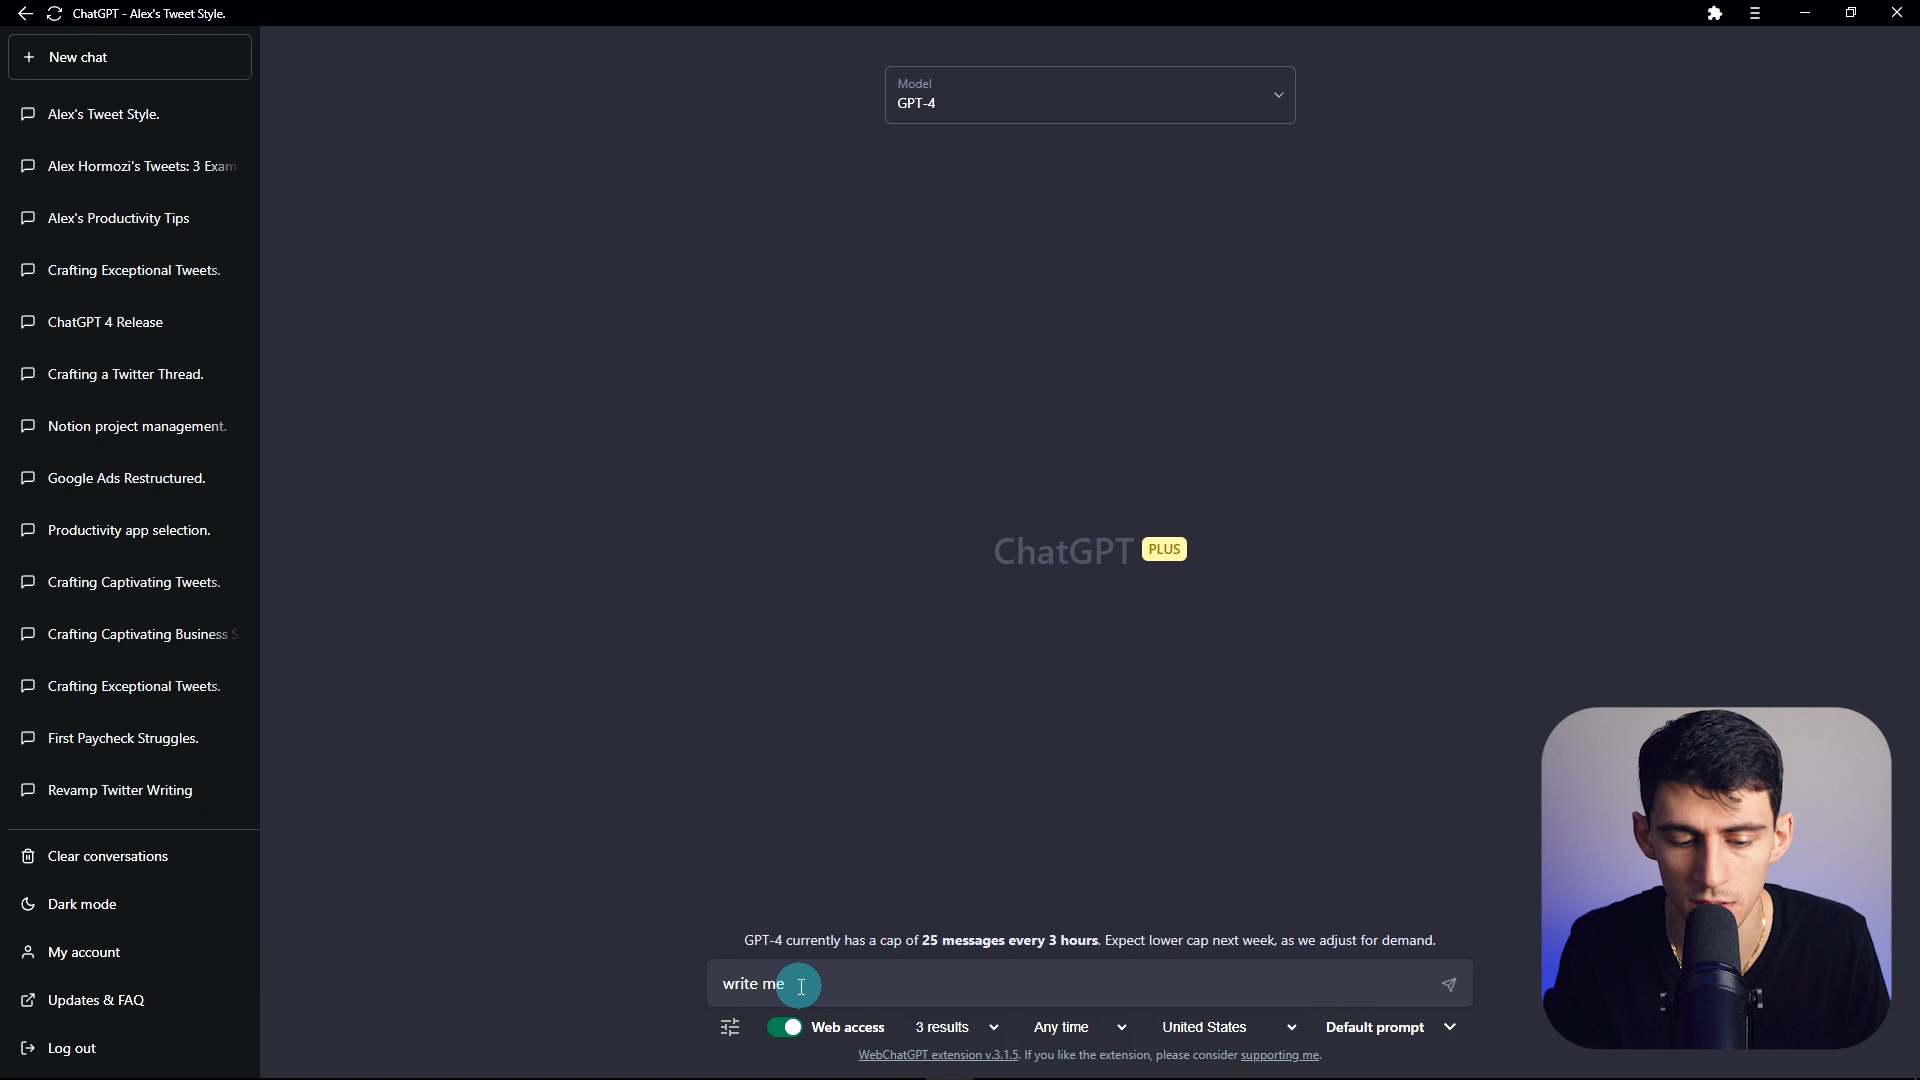 ChatGPT - Alex's Tweet Style.
New chat
Alex's Tweet Style.
Alex Hormozi's Tweets: 3 Exam
Alex's Productivity Tips
Crafting Exceptional Tweets.
ChatGPT 4 Release
Crafting a Twitter Thread.
Notion project management.
Google Ads Restructured.
Productivity app selection.
Crafting Captivating Tweets.
Crafting Captivating Business S
Crafting Exceptional Tweets.
First Paycheck Struggles.
Revamp Twitter Writing
Clear conversations
Dark mode
My account
Updates & FAQ
Log out
Model
GPT-4
ChatGPT PLUS
GPT-4 currently has a cap of 25 messages every 3 hours. Expect lower cap next week, as we adjust for demand.
write me
Web access 3 results Any time United States Default prompt
WebChatGPT extension v.3.1.5. If you like the extension, please consider supporting me.